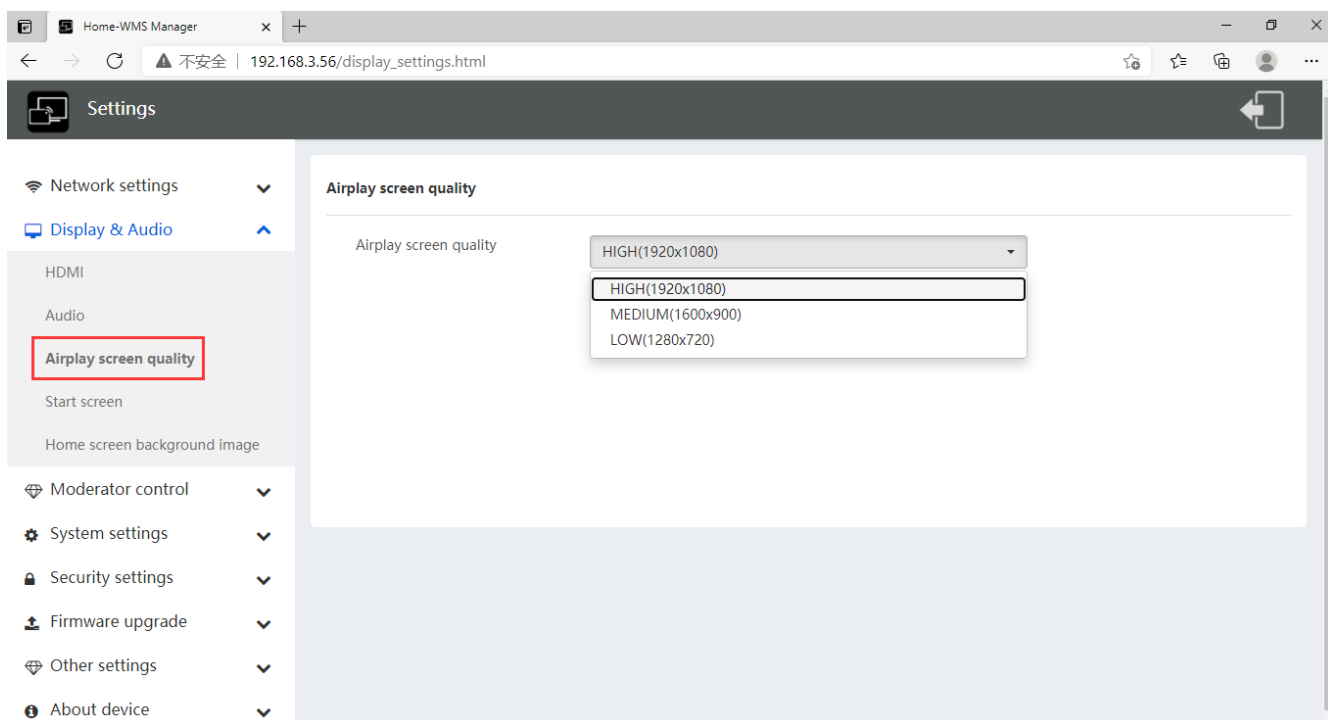 Home-WMS Manager
不安全 | 192.168.3.56/display_settings.html
Settings
Network settings
Display & Audio
HDMI
Audio
Airplay screen quality
Start screen
Home screen background image
Moderator control
System settings
Security settings
Firmware upgrade
Other settings
About device
Airplay screen quality
Airplay screen quality
HIGH(1920x1080)
HIGH(1920x1080)
MEDIUM(1600x900)
LOW(1280x720)